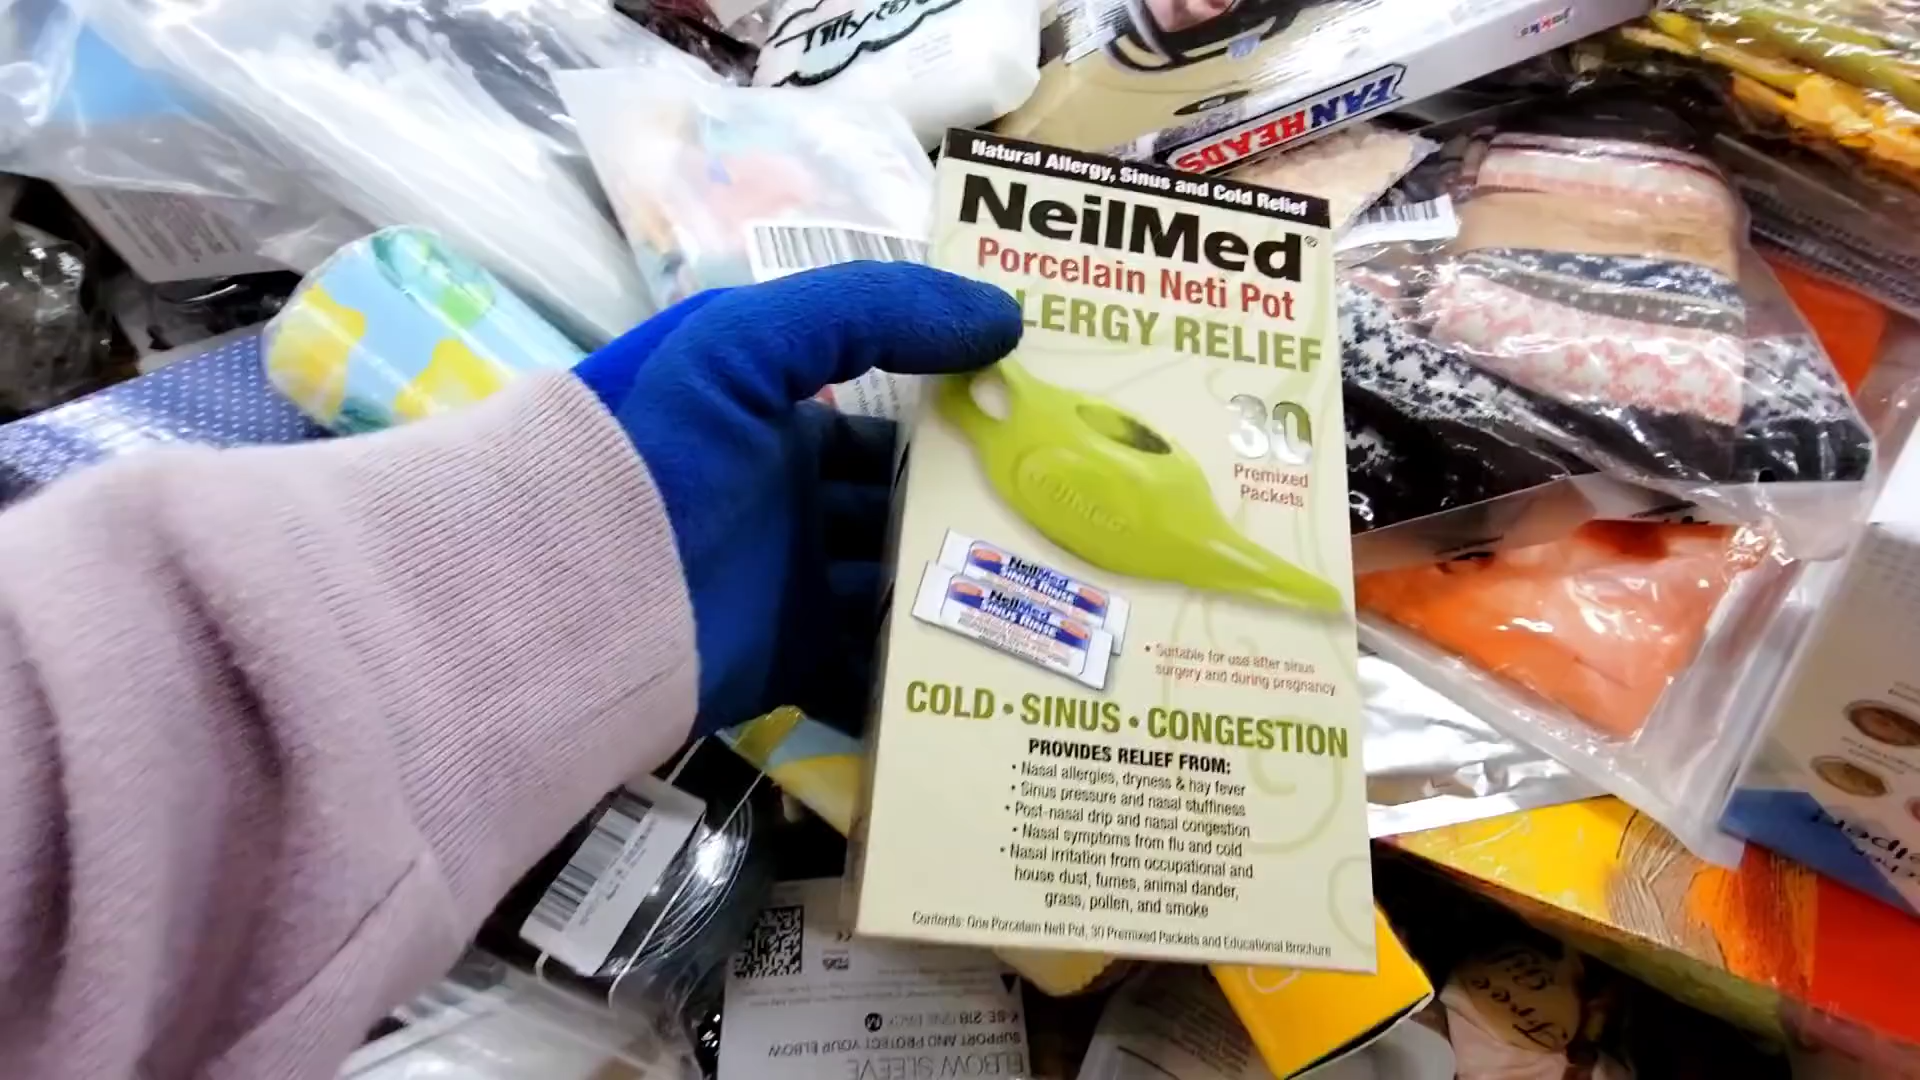 Tilly
FAN HEADS
Natural Allergy, Sinus and Cold Relief
NeilMed®
Porcelain Neti Pot
LERGY RELIEF
30
Premixed
Packets
NeilMed
NeilMed
SINUS RINSE
NeilMed
SINUS RINSE
• Suitable for use after sinus
surgery and during pregnancy
COLD • SINUS • CONGESTION
PROVIDES RELIEF FROM:
• Nasal allergies, dryness & hay fever
• Sinus pressure and nasal stuffiness
• Post-nasal drip and nasal congestion
• Nasal symptoms from flu and cold
• Nasal irritation from occupational and
house dust, fumes, animal dander,
grass, pollen, and smoke
Contents: One Porcelain Neti Pot, 30 Premixed Packets and Educational Brochure
ELBOW SLEEVE
SUPPORT AND PROTECT YOUR ELBOW
Free